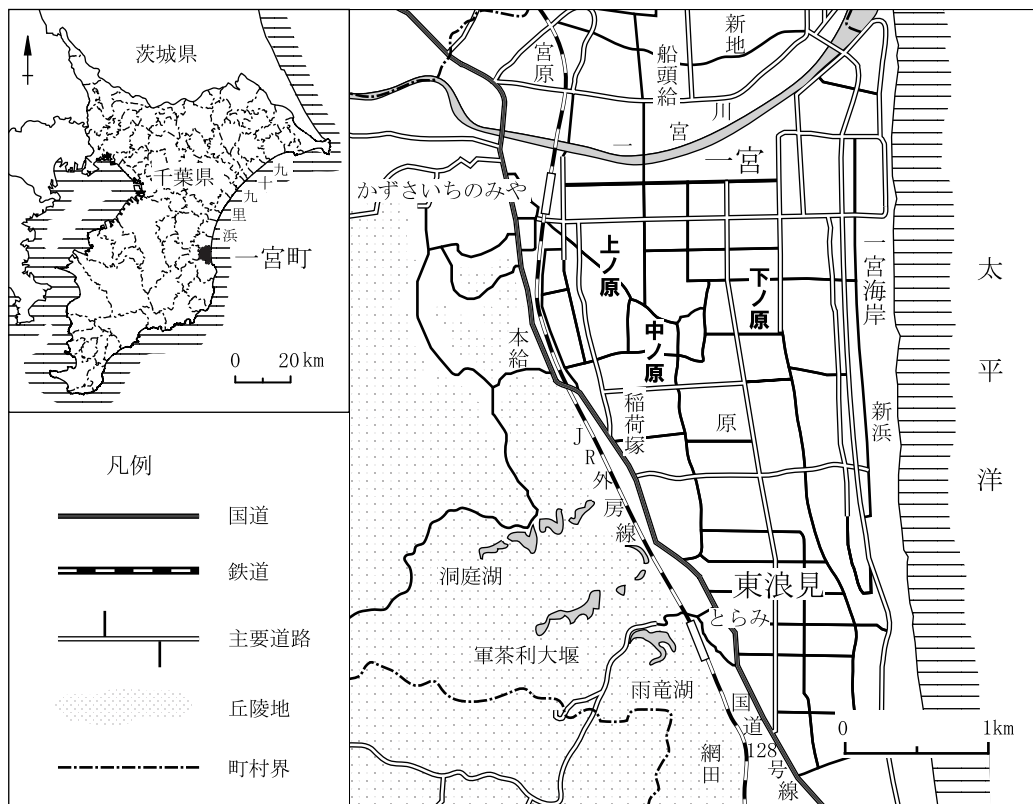 茨城県
千葉県
九十九里浜
一宮町
0 20km
凡例
国道
鉄道
主要道路
丘陵地
町村界
宮原
船頭給
新地
一宮川
一宮
かずさいちのみや
上ノ原
中ノ原
下ノ原
一宮海岸
太平洋
本給
稲荷塚
原
新浜
JR外房線
洞庭湖
東浪見
とらみ
軍茶利大堰
雨竜湖
網田
国道128号線
0 1km